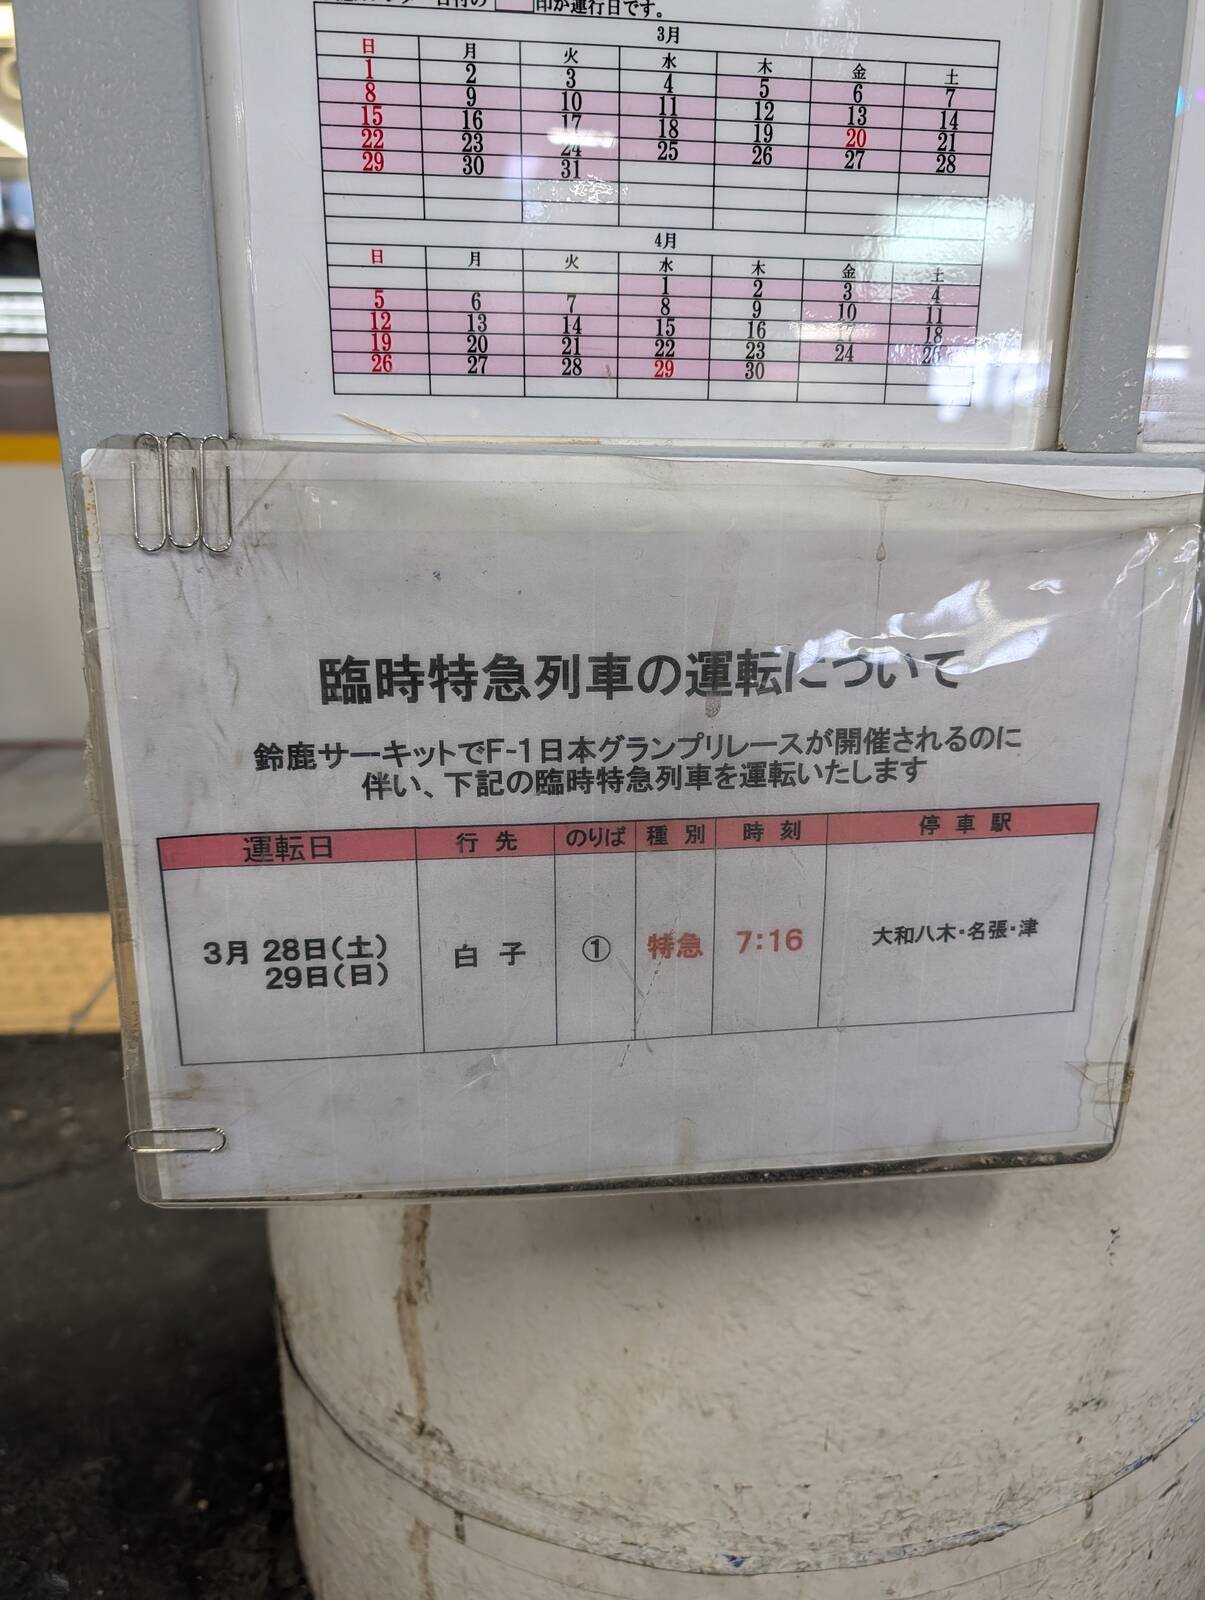 印が運行日です。
3月
日 月 火 水 木 金 土
1 2 3 4 5 6 7
8 9 10 11 12 13 14
15 16 17 18 19 20 21
22 23 24 25 26 27 28
29 30 31
4月
日 月 火 水 木 金 土
1 2 3 4
5 6 7 8 9 10 11
12 13 14 15 16 17 18
19 20 21 22 23 24 25
26 27 28 29 30
臨時特急列車の運転について
鈴鹿サーキットでF-1日本グランプリレースが開催されるのに
伴い、下記の臨時特急列車を運転いたします
運転日 行先 のりば 種別 時刻 停車駅
3月 28日(土) 白子 ① 特急 7:16 大和八木・名張・津
29日(日)